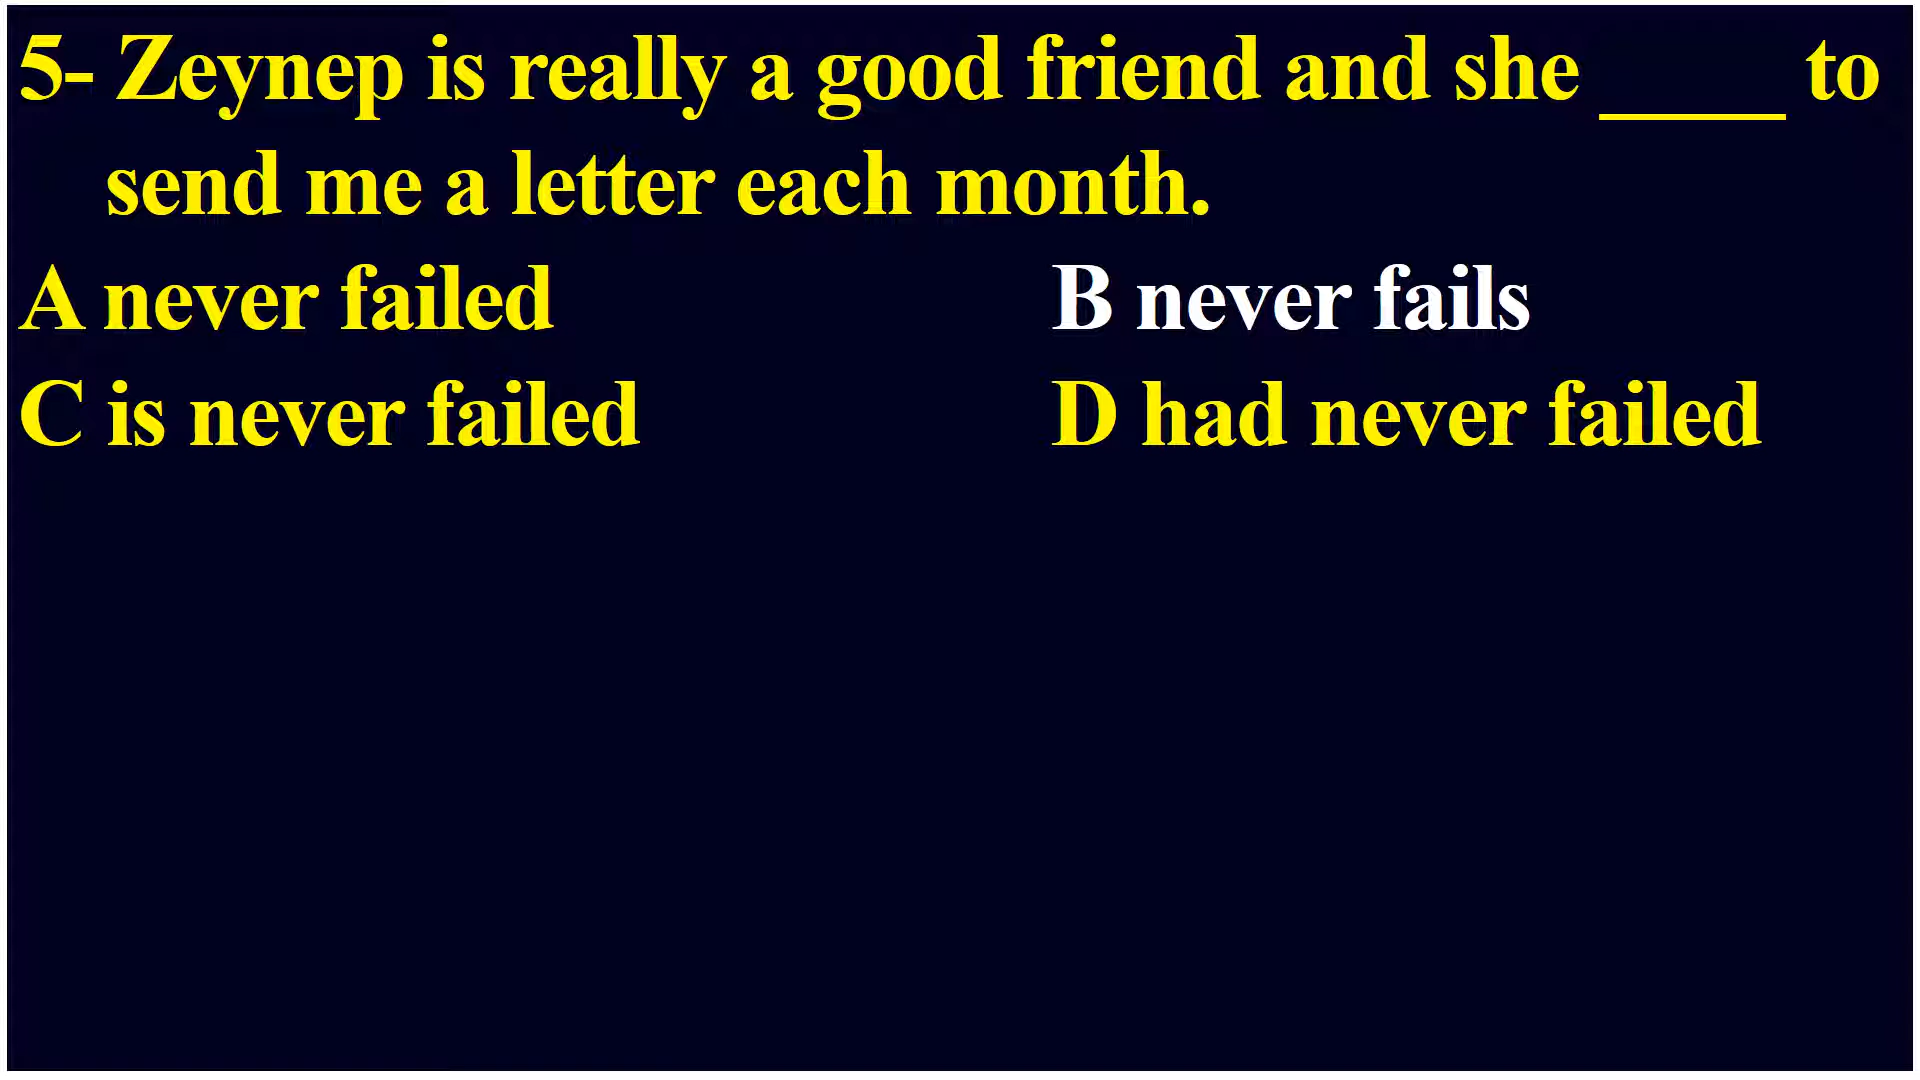 5- Zeynep is really a good friend and she _____ to
send me a letter each month.
A never failed B never fails
C is never failed D had never failed